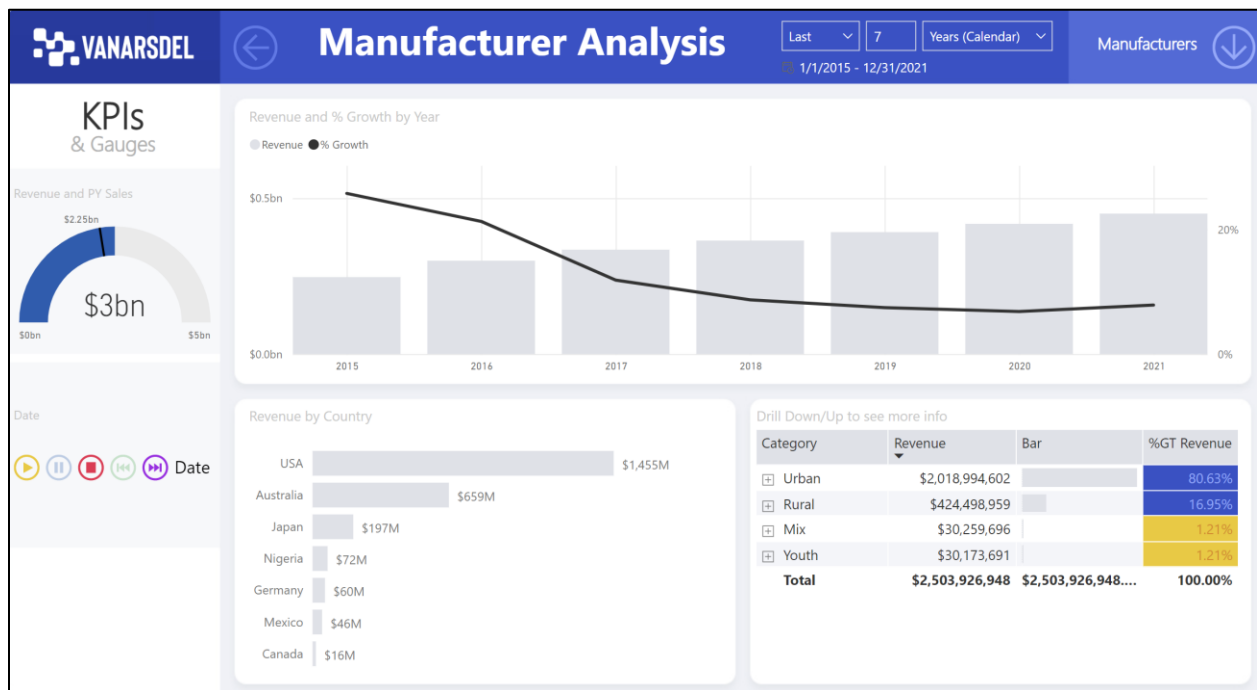 VANARSDEL
Manufacturer Analysis
Last 7 Years (Calendar)
1/1/2015 - 12/31/2021
Manufacturers
KPIs
& Gauges
Revenue and PY Sales
$2.25bn
$3bn
$0bn $5bn
Date
Date
Revenue and % Growth by Year
Revenue % Growth
$0.5bn
20%
$0.0bn 0%
2015 2016 2017 2018 2019 2020 2021
Revenue by Country
USA $1,455M
Australia $659M
Japan $197M
Nigeria $72M
Germany $60M
Mexico $46M
Canada $16M
Drill Down/Up to see more info
Category Revenue Bar %GT Revenue
Urban $2,018,994,602 80.63%
Rural $424,498,959 16.95%
Mix $30,259,696 1.21%
Youth $30,173,691 1.21%
Total $2,503,926,948 $2,503,926,948.... 100.00%